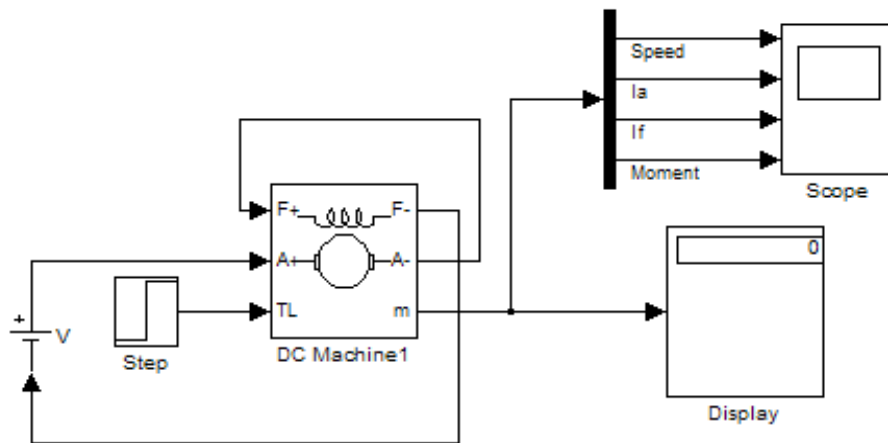 Speed
Ia
If
Moment
Scope
F+ F-
A+ A-
TL m
DC Machine1
+
V
Step
0
Display